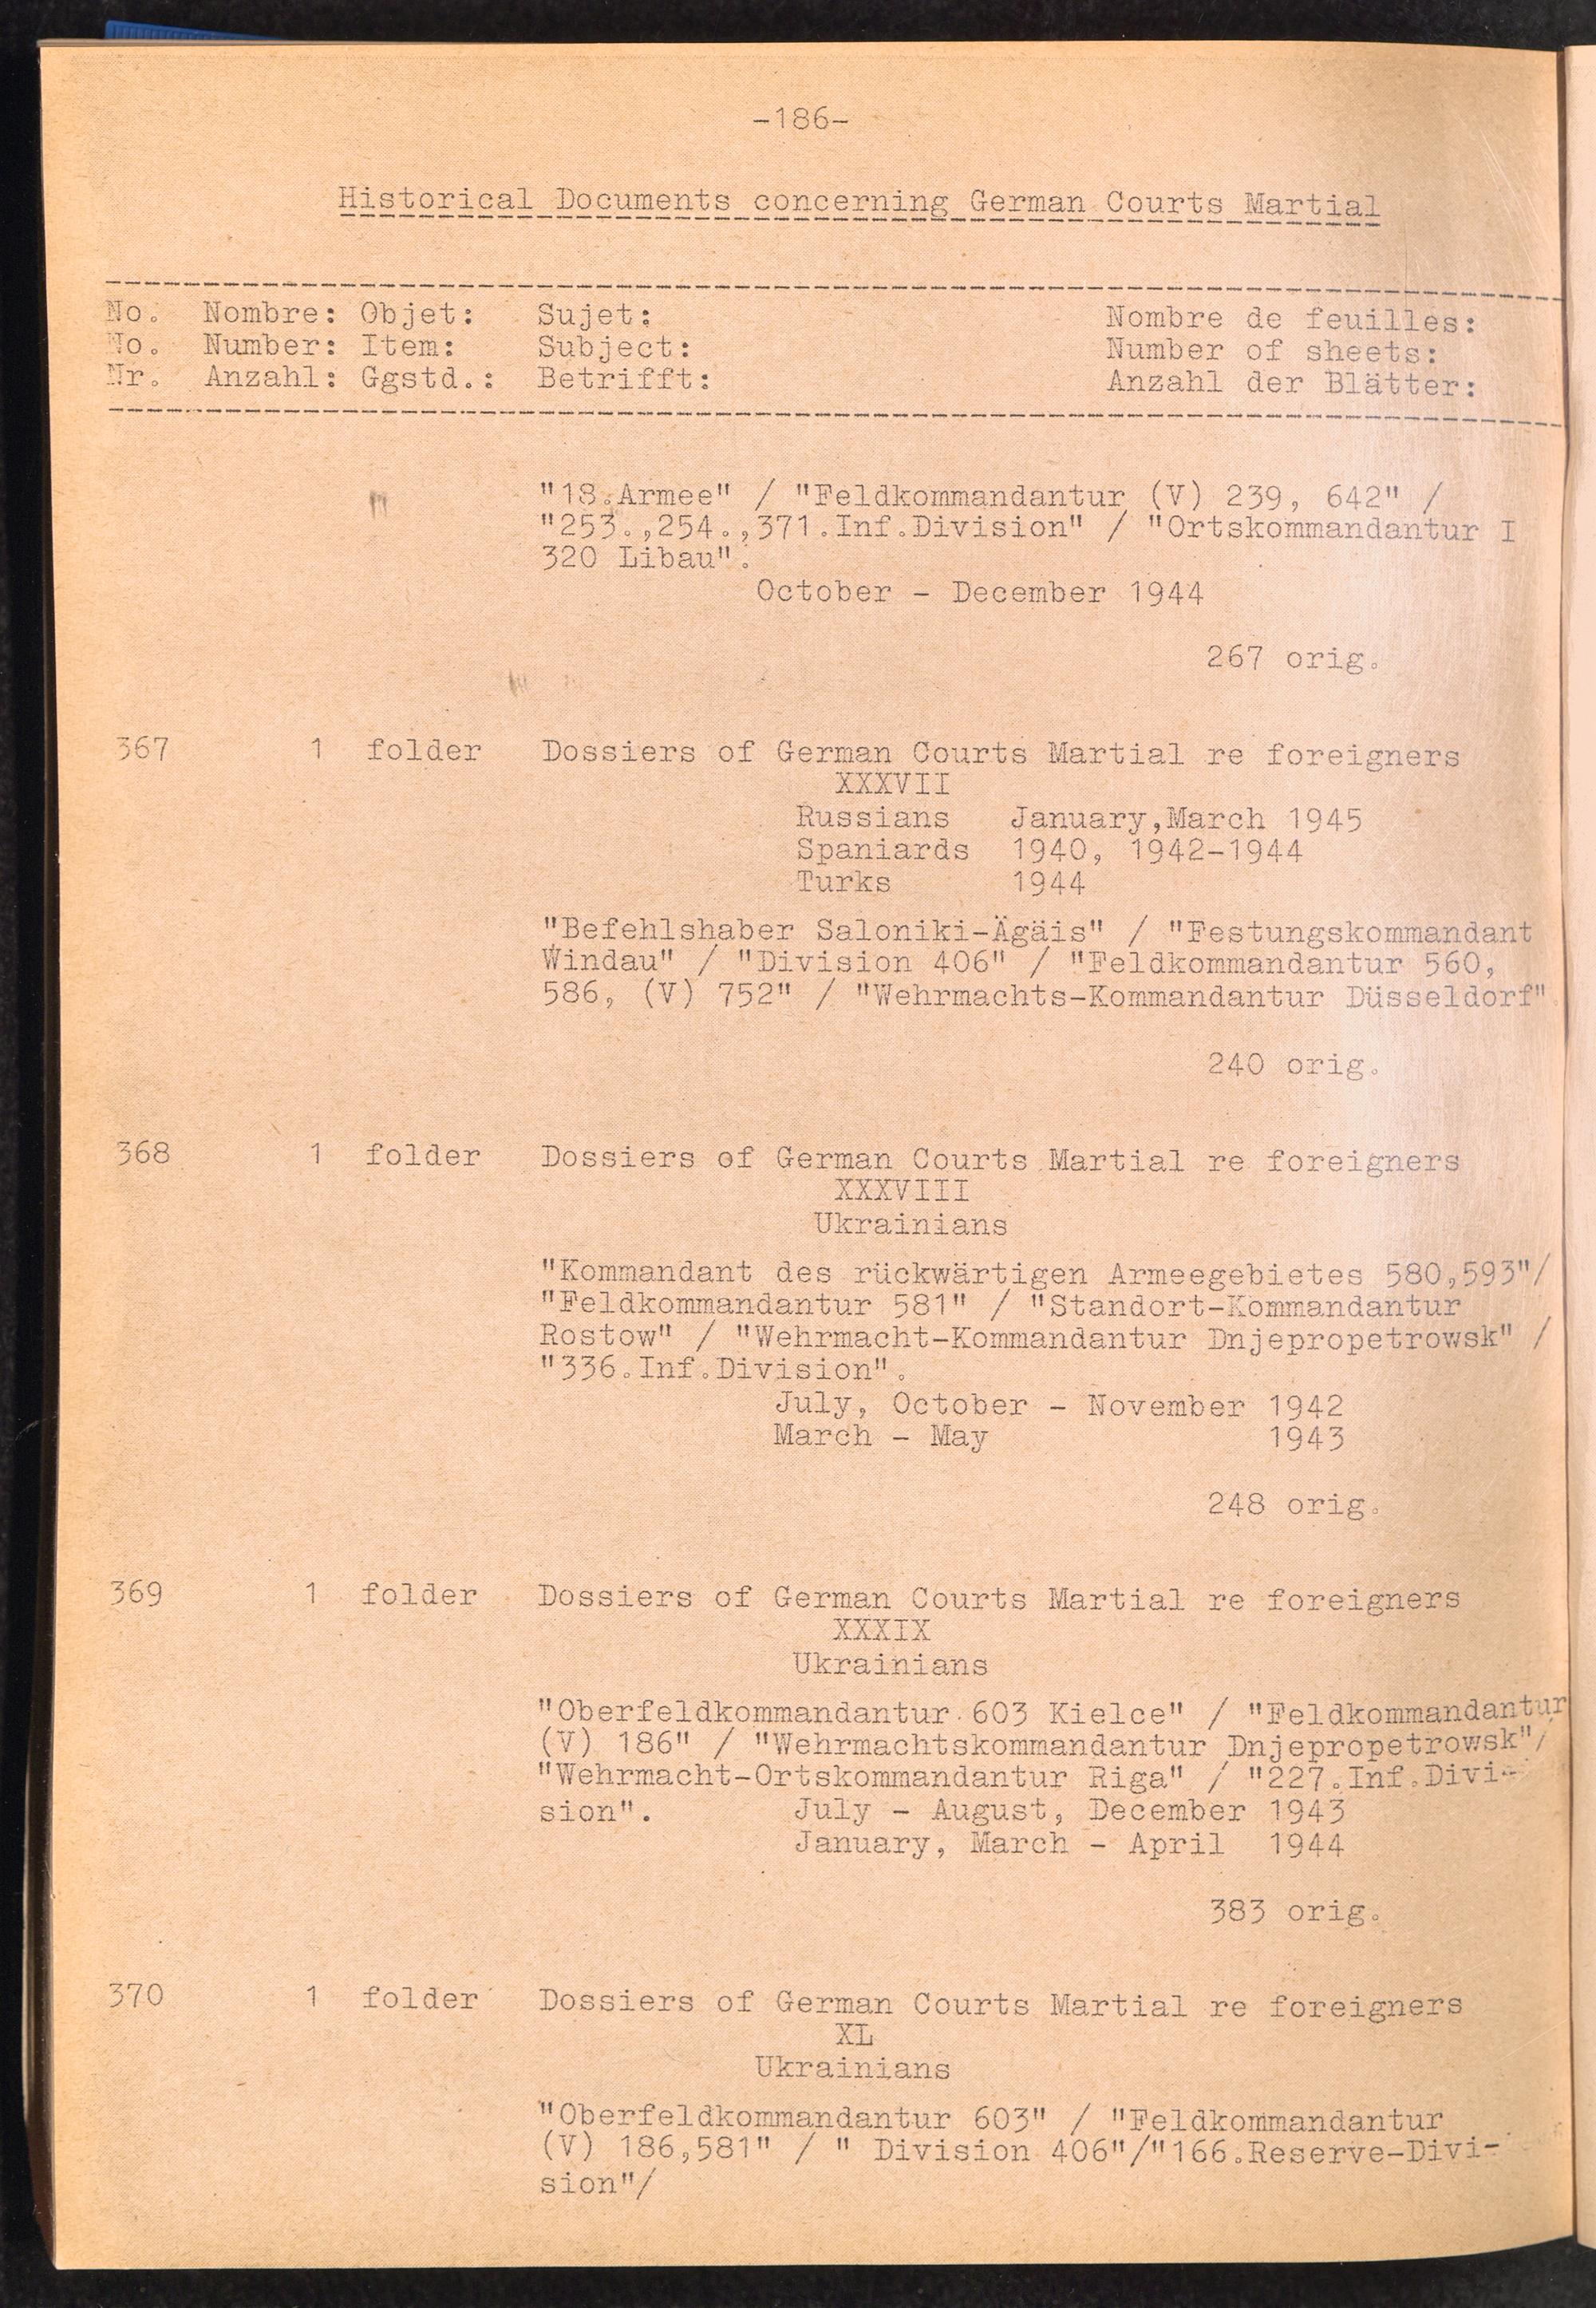 -186-
Historical Documents concerning German Courts Martial
No. Nombre: Objet: Sujet: Nombre de feuilles:
No. Number: Item: Subject: Number of sheets:
Nr. Anzahl: Ggstd.: Betrifft: Anzahl der Blätter:
"18.Armee" / "Feldkommandantur (V) 239, 642" /
"253.,254.,371.Inf.Division" / "Ortskommandantur I
320 Libau".
October - December 1944
267 orig.
367 1 folder Dossiers of German Courts Martial re foreigners
XXXVII
Russians January,March 1945
Spaniards 1940, 1942-1944
Turks 1944
"Befehlshaber Saloniki-Ägäis" / "Festungskommandant
Windau" / "Division 406" / "Feldkommandantur 560,
586, (V) 752" / "Wehrmachts-Kommandantur Düsseldorf"
240 orig.
368 1 folder Dossiers of German Courts Martial re foreigners
XXXVIII
Ukrainians
"Kommandant des rückwärtigen Armeegebietes 580,593"/
"Feldkommandantur 581" / "Standort-Kommandantur
Rostow" / "Wehrmacht-Kommandantur Dnjepropetrowsk" /
"336.Inf.Division".
July, October - November 1942
March - May 1943
248 orig.
369 1 folder Dossiers of German Courts Martial re foreigners
XXXIX
Ukrainians
"Oberfeldkommandantur 603 Kielce" / "Feldkommandantur
(V) 186" / "Wehrmachtskommandantur Dnjepropetrowsk"/
"Wehrmacht-Ortskommandantur Riga" / "227.Inf.Divi-
sion". July - August, December 1943
January, March - April 1944
383 orig.
370 1 folder Dossiers of German Courts Martial re foreigners
XL
Ukrainians
"Oberfeldkommandantur 603" / "Feldkommandantur
(V) 186,581" / " Division 406"/"166.Reserve-Divi-
sion"/